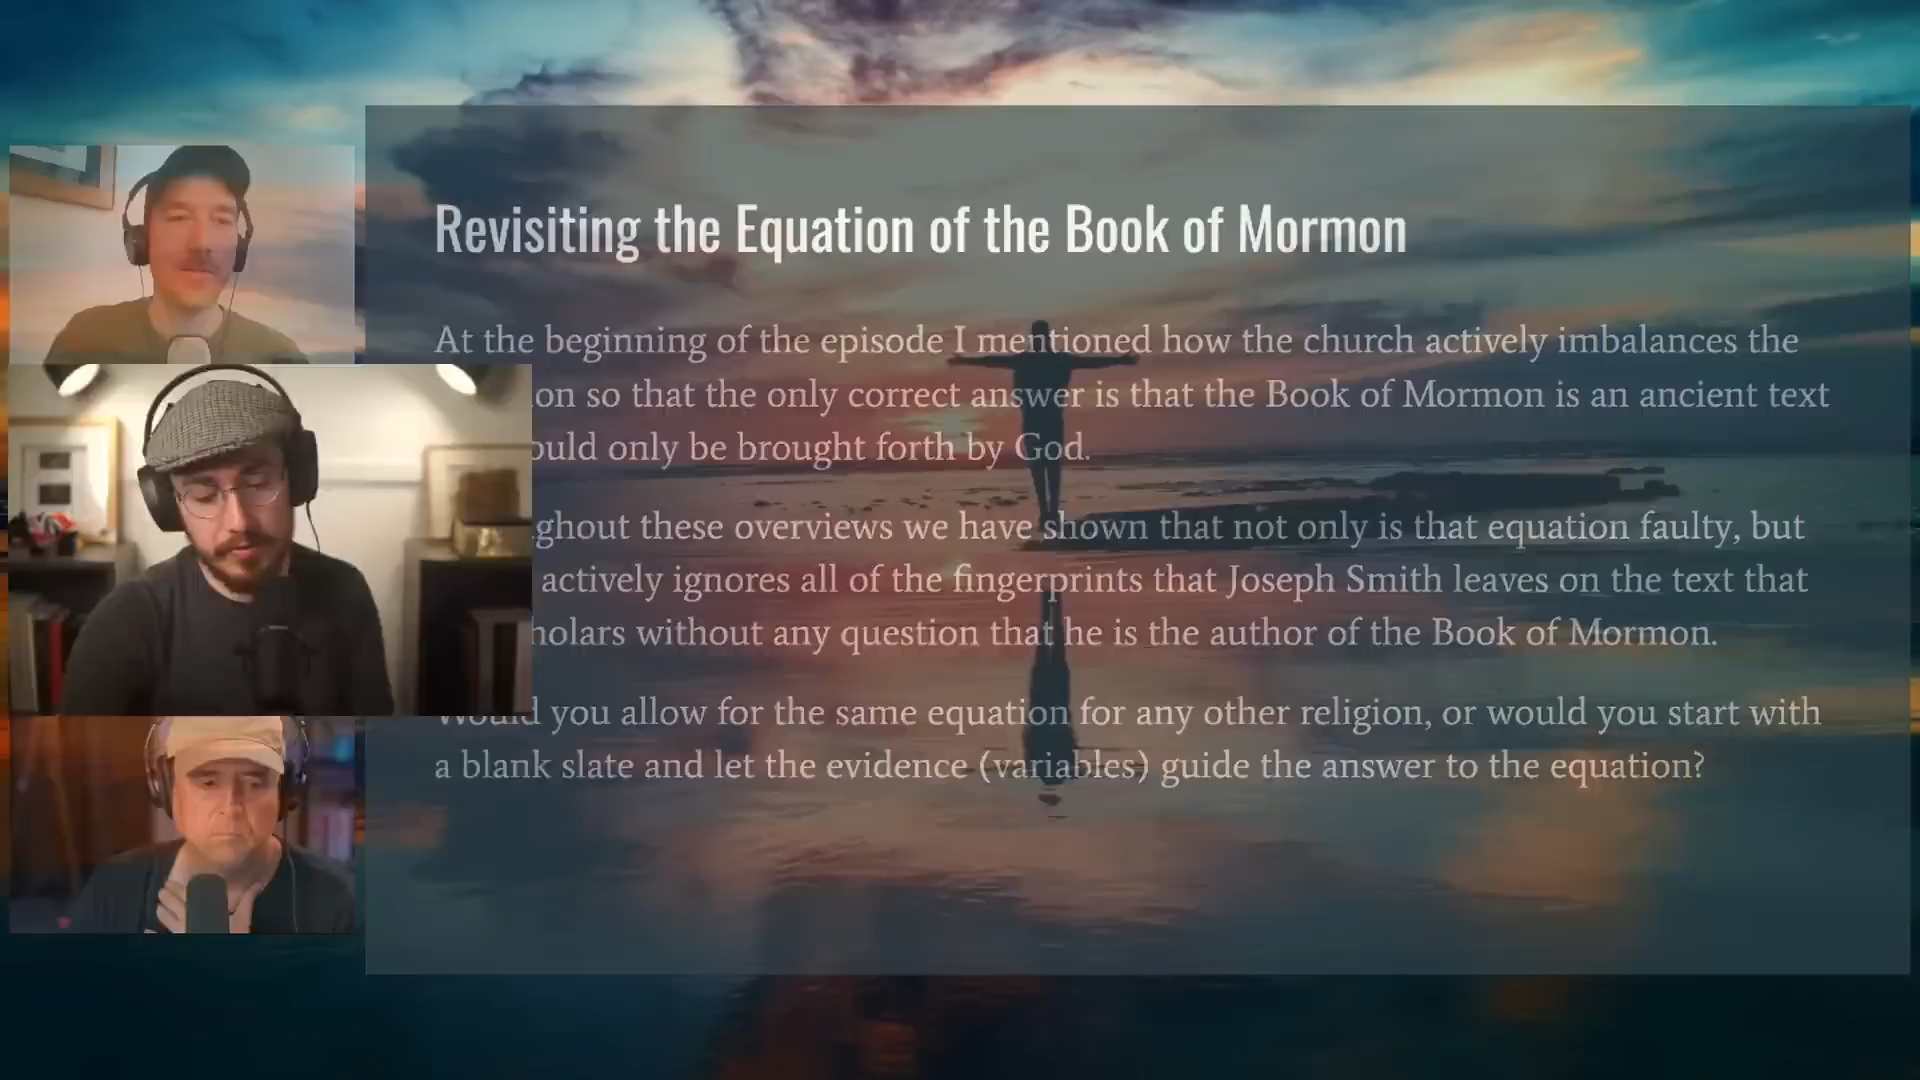 Revisiting the Equation of the Book of Mormon
At the beginning of the episode I mentioned how the church actively imbalances the
on so that the only correct answer is that the Book of Mormon is an ancient text
ould only be brought forth by God.
ghout these overviews we have shown that not only is that equation faulty, but
actively ignores all of the fingerprints that Joseph Smith leaves on the text that
holars without any question that he is the author of the Book of Mormon.
Would you allow for the same equation for any other religion, or would you start with
a blank slate and let the evidence (variables) guide the answer to the equation?